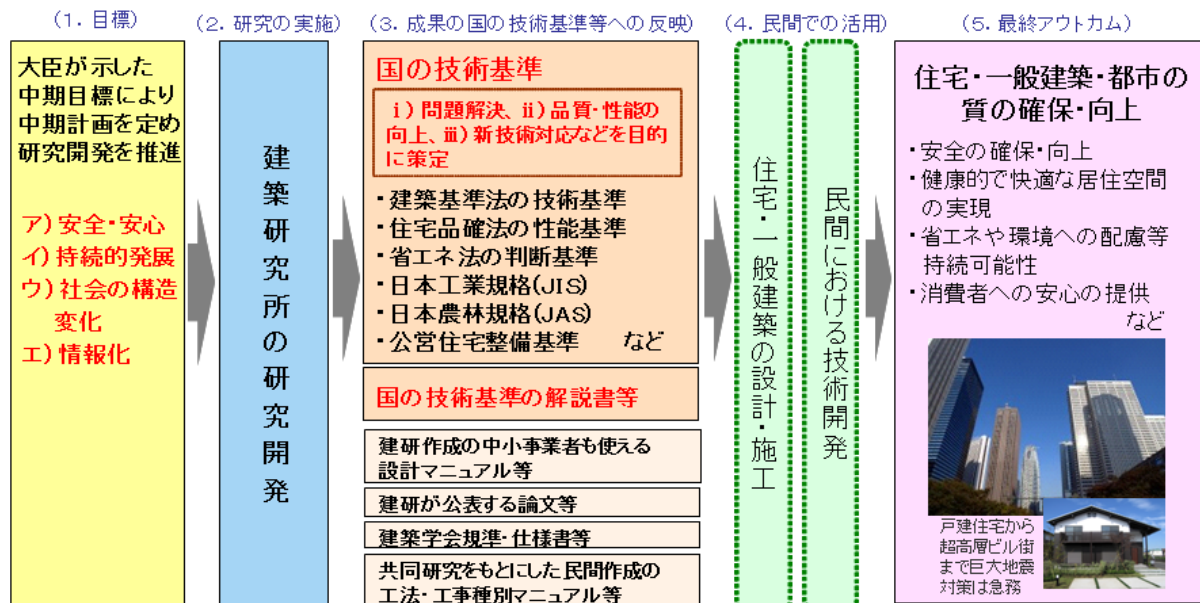 (1. 目標)
(2. 研究の実施)
(3. 成果の国の技術基準等への反映)
(4. 民間での活用)
(5. 最終アウトカム)
大臣が示した
中期目標により
中期計画を定め
研究開発を推進
ア) 安全・安心
イ) 持続的発展
ウ) 社会の構造
変化
エ) 情報化
建築研究所の研究開発
国の技術基準
i) 問題解決、ii) 品質・性能の
向上、iii) 新技術対応などを目的
に策定
・建築基準法の技術基準
・住宅品確法の性能基準
・省エネ法の判断基準
・日本工業規格(JIS)
・日本農林規格(JAS)
・公営住宅整備基準 など
国の技術基準の解説書等
建研作成の中小事業者も使える
設計マニュアル等
建研が公表する論文等
建築学会規準・仕様書等
共同研究をもとにした民間作成の
工法・工事種別マニュアル等
住宅・一般建築の設計・施工
民間における技術開発
住宅・一般建築・都市の
質の確保・向上
・安全の確保・向上
・健康的で快適な居住空間
の実現
・省エネや環境への配慮等
持続可能性
・消費者への安心の提供
など
戸建住宅から
超高層ビル街
まで巨大地震
対策は急務